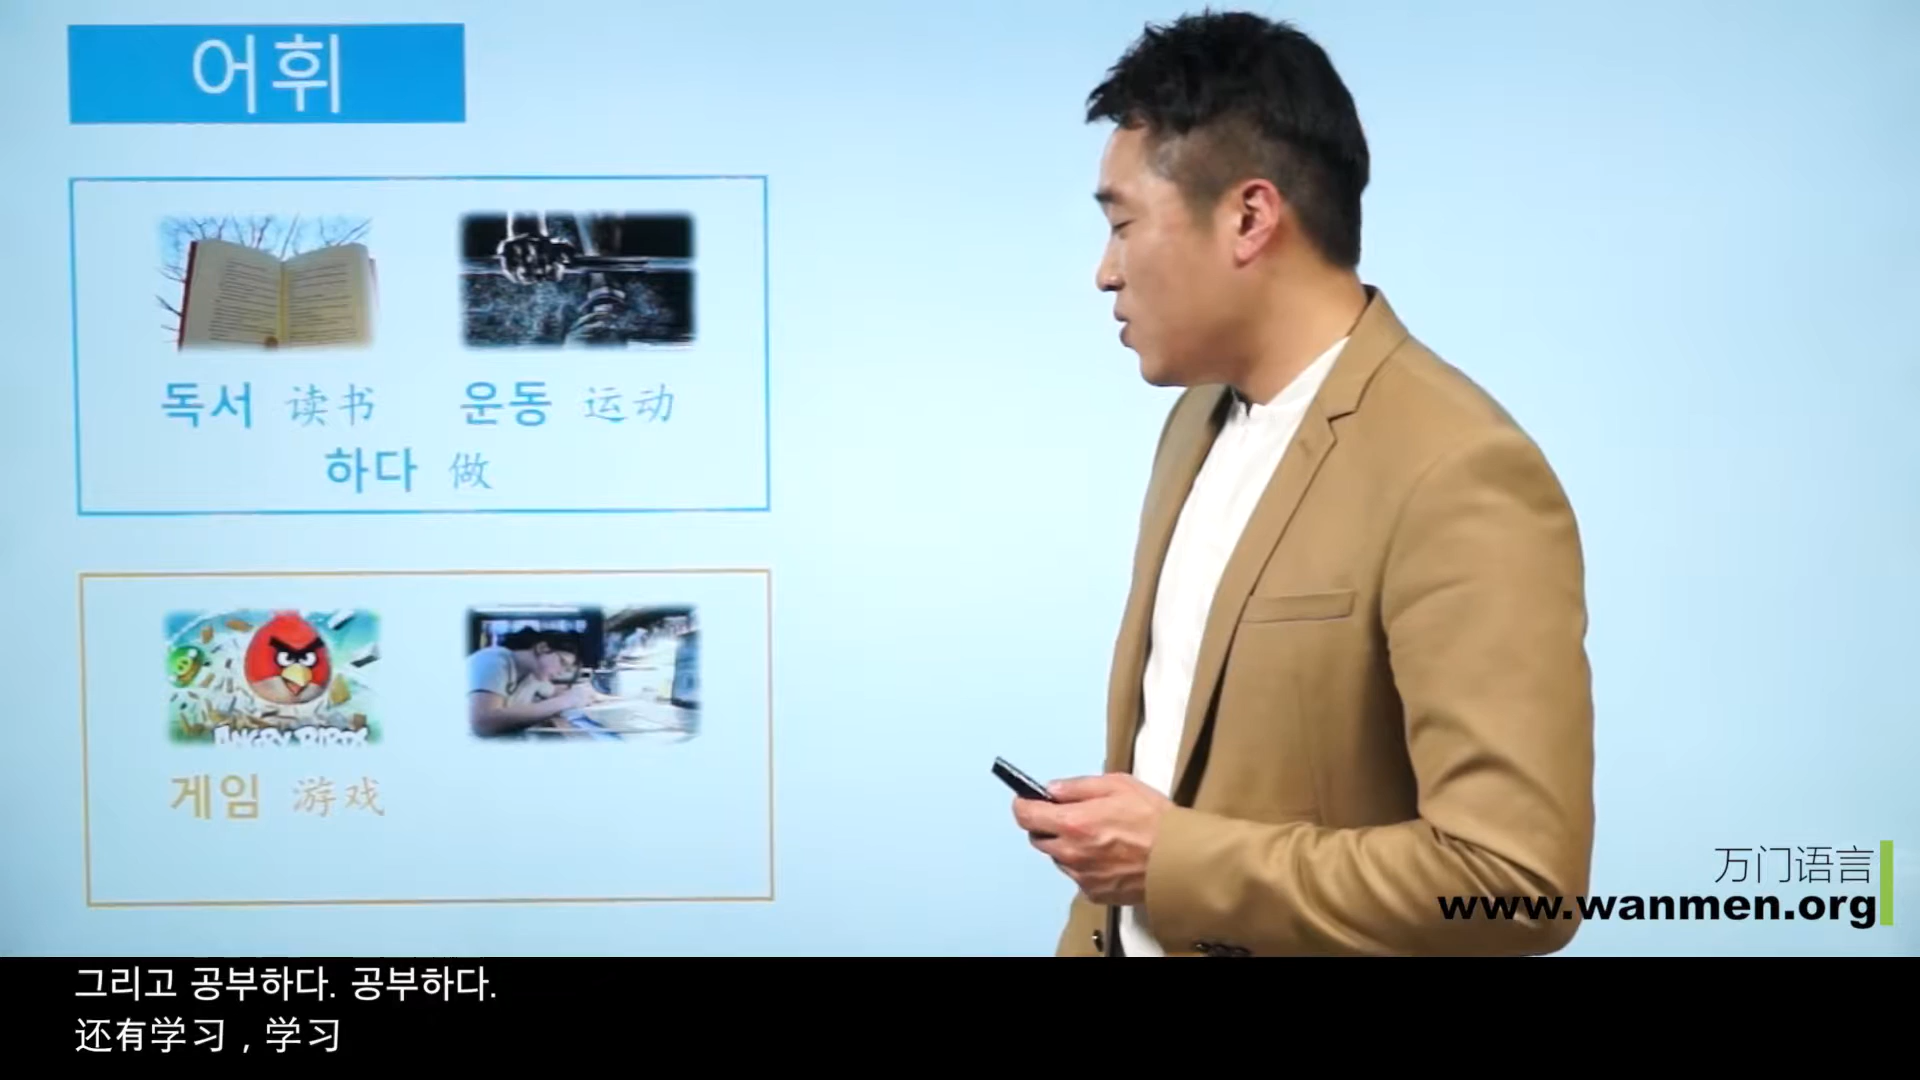 어휘
독서 读书 운동 运动
하다 做
ANGRY BIRDS
게임 游戏
万门语言
www.wanmen.org
그리고 공부하다. 공부하다.
还有学习，学习